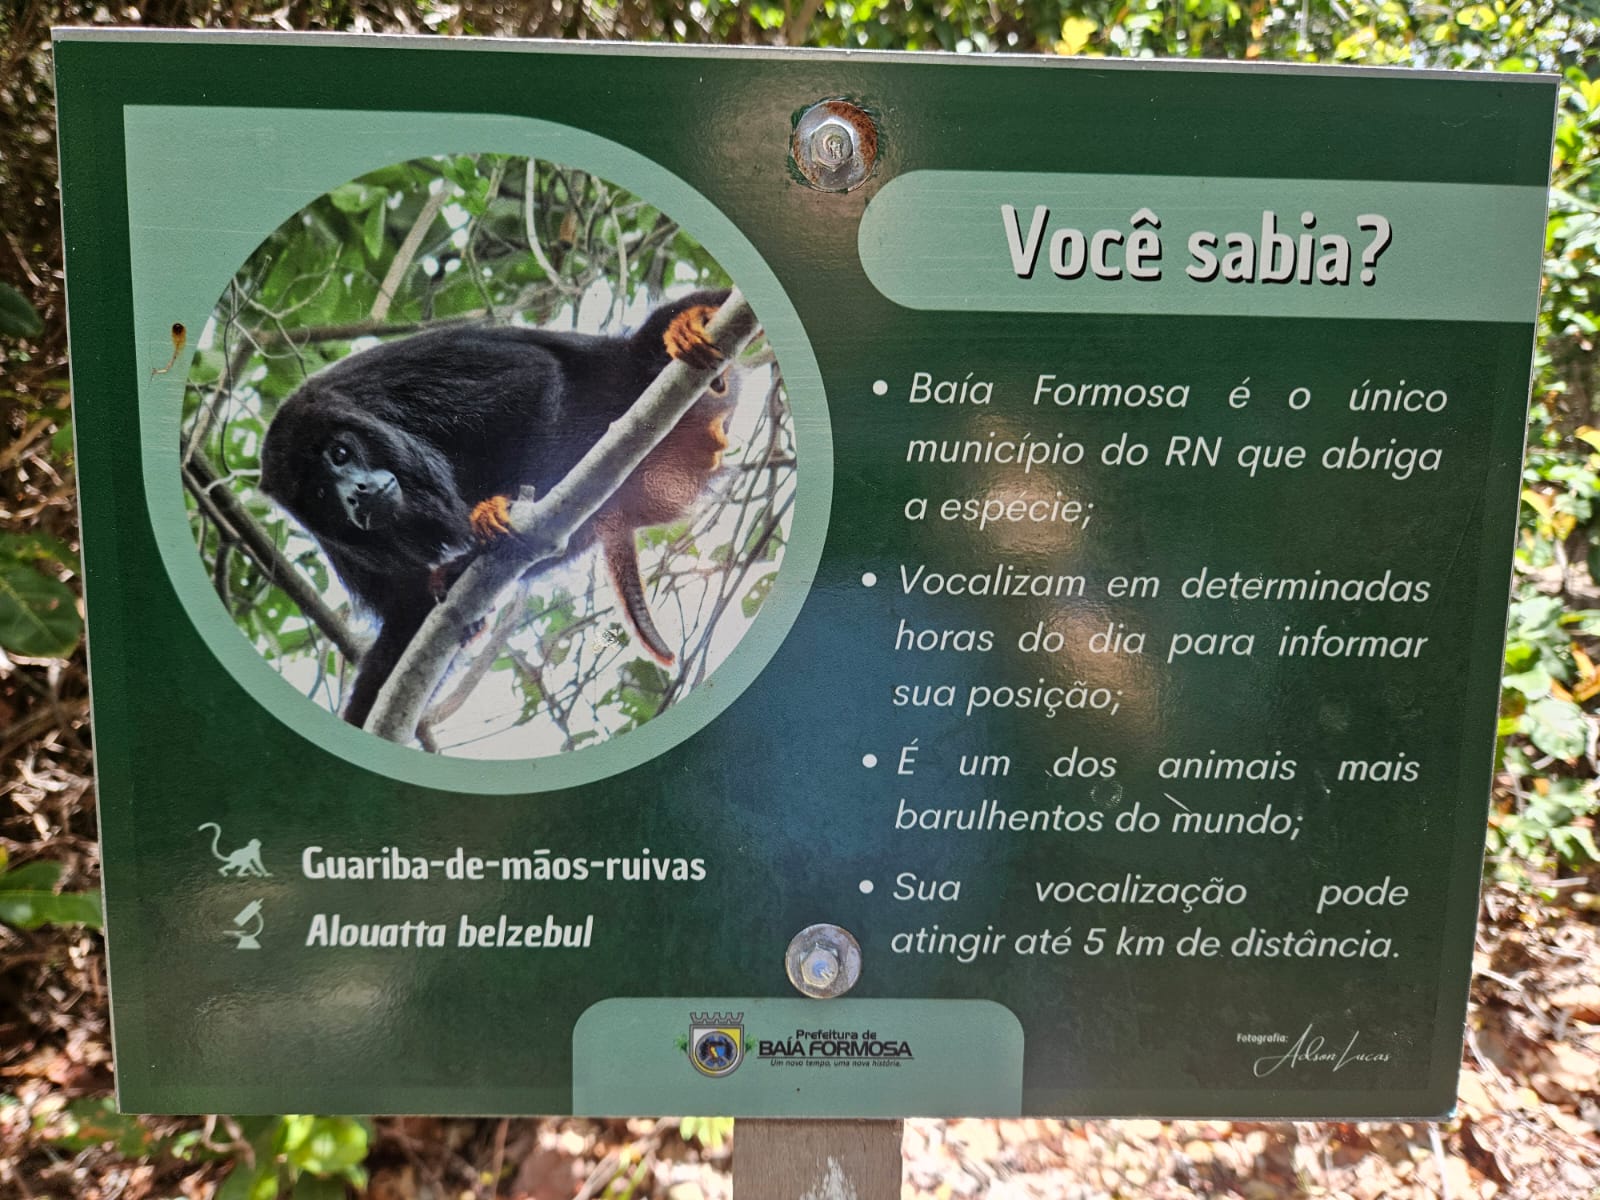 Você sabia?
• Baía Formosa é o único
município do RN que abriga
a espécie;
• Vocalizam em determinadas
horas do dia para informar
sua posição;
• É um dos animais mais
barulhentos do mundo;
• Sua vocalização pode
atingir até 5 km de distância.
Guariba-de-mãos-ruivas
Alouatta belzebul
Prefeitura de
BAÍA FORMOSA
Um novo tempo, uma nova história.
Fotografia:
Adson Lucas